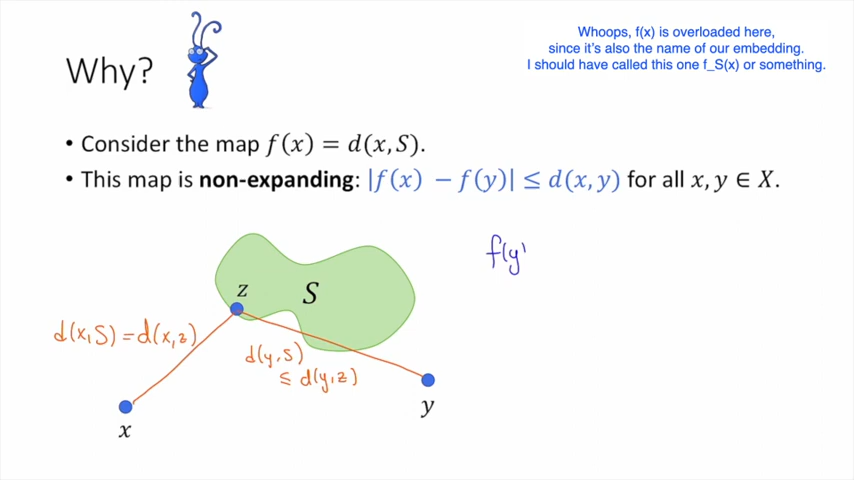 Whoops, f(x) is overloaded here,
since it's also the name of our embedding.
I should have called this one f_S(x) or something.
Why?
• Consider the map f(x) = d(x, S).
• This map is non-expanding: |f(x) − f(y)| ≤ d(x, y) for all x, y ∈ X.
f(y)
z
S
d(x,S) = d(x,z)
d(y,S)
≤ d(y,z)
x
y